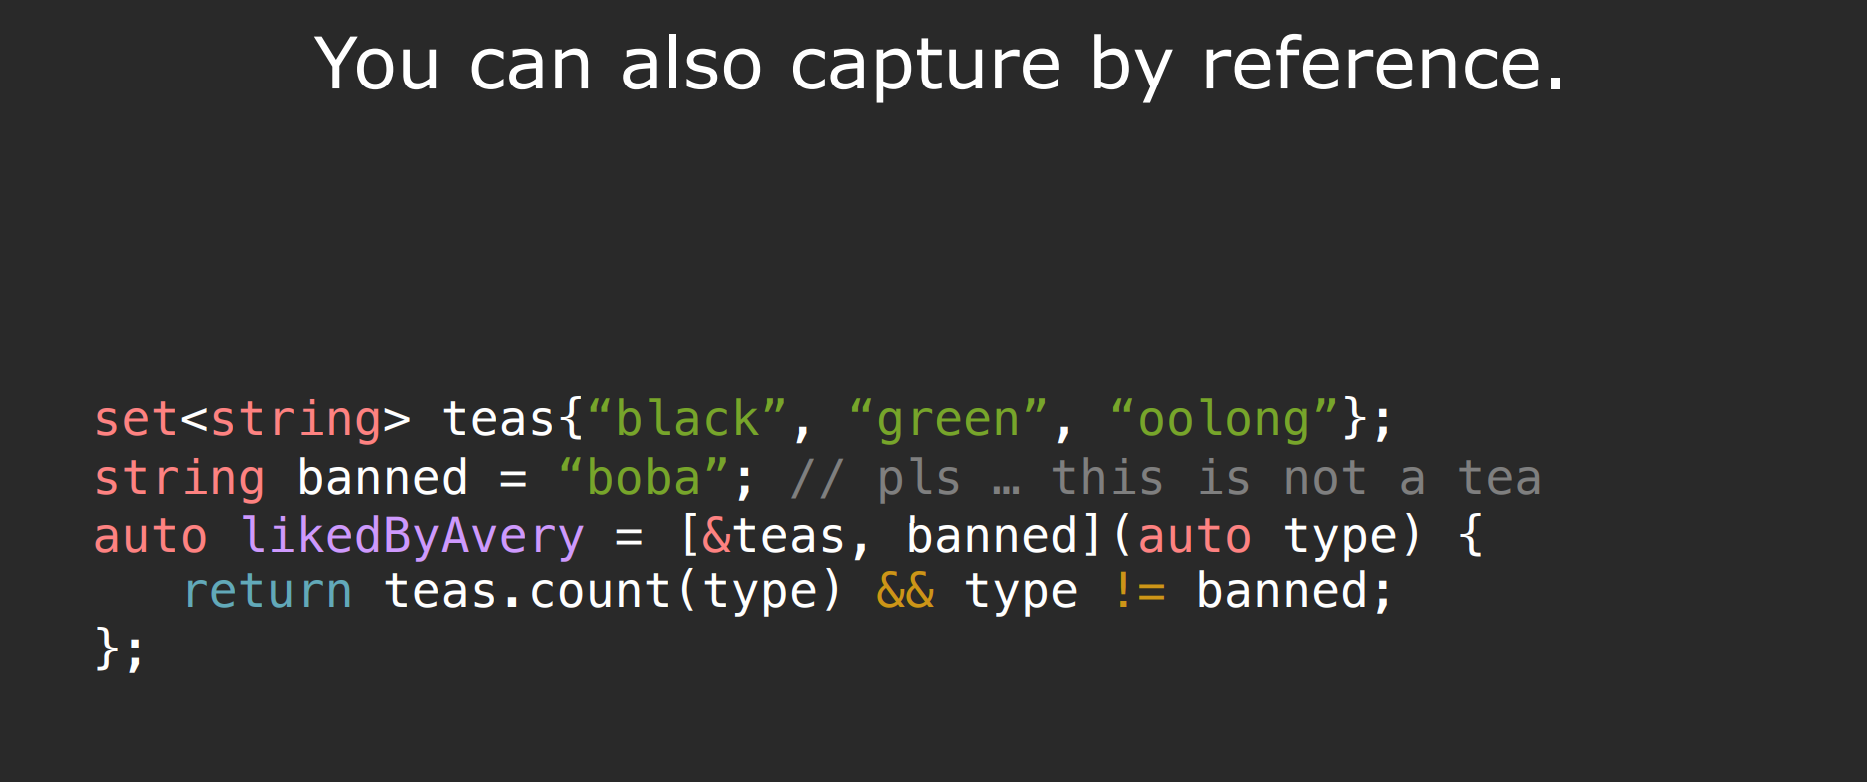 You can also capture by reference.
set<string> teas{“black”, “green”, “oolong”};
string banned = “boba”; // pls … this is not a tea
auto likedByAvery = [&teas, banned](auto type) {
   return teas.count(type) && type != banned;
};